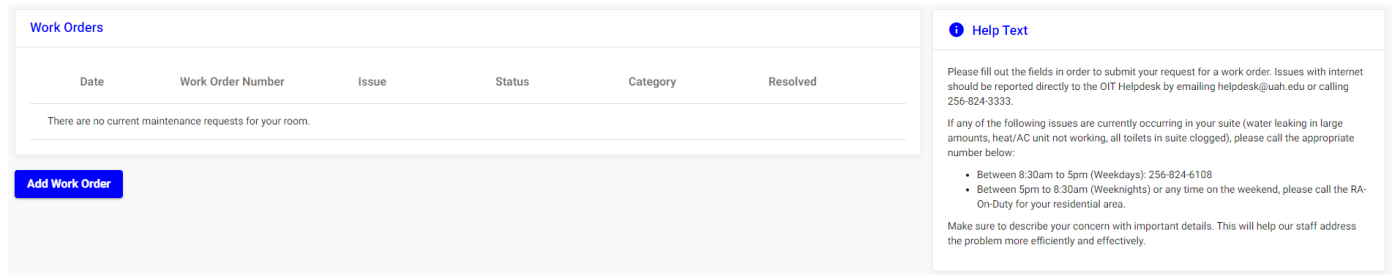 Work Orders
Date Work Order Number Issue Status Category Resolved
There are no current maintenance requests for your room.
Add Work Order
Help Text
Please fill out the fields in order to submit your request for a work order. Issues with internet
should be reported directly to the OIT Helpdesk by emailing helpdesk@uah.edu or calling
256-824-3333.
If any of the following issues are currently occurring in your suite (water leaking in large
amounts, heat/AC unit not working, all toilets in suite clogged), please call the appropriate
number below:
• Between 8:30am to 5pm (Weekdays): 256-824-6108
• Between 5pm to 8:30am (Weeknights) or any time on the weekend, please call the RA-
On-Duty for your residential area.
Make sure to describe your concern with important details. This will help our staff address
the problem more efficiently and effectively.